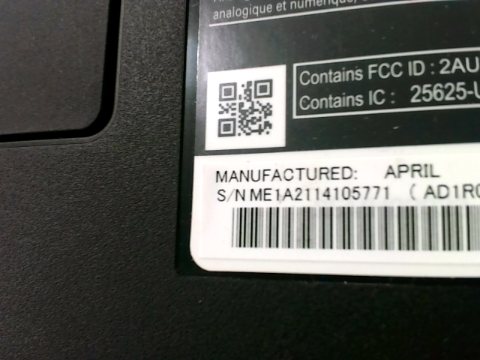 analogique et numérique,
Contains FCC ID : 2AU
Contains IC : 25625-U
MANUFACTURED: APRIL
S/N ME1A2114105771 ( AD1R0